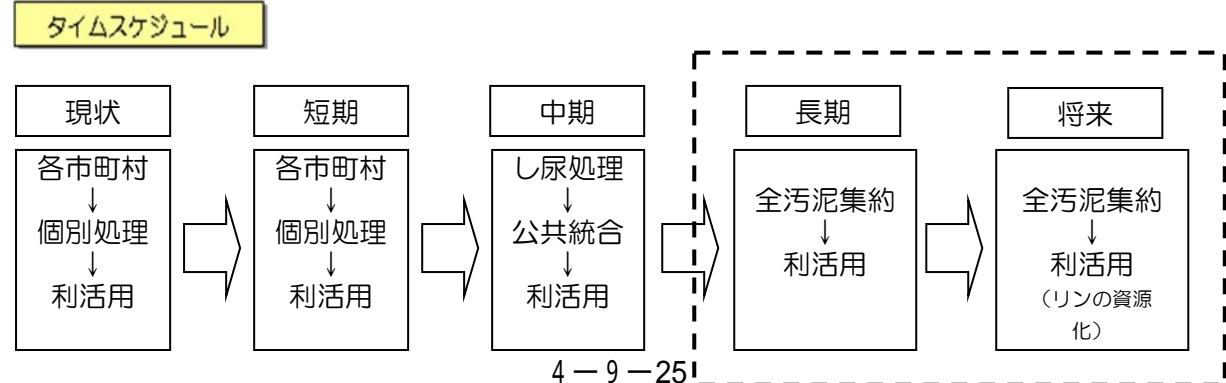 タイムスケジュール
現状
各市町村
↓
個別処理
↓
利活用
短期
各市町村
↓
個別処理
↓
利活用
中期
し尿処理
↓
公共統合
↓
利活用
長期
全汚泥集約
↓
利活用
将来
全汚泥集約
↓
利活用
（リンの資源
化）
4－9－25